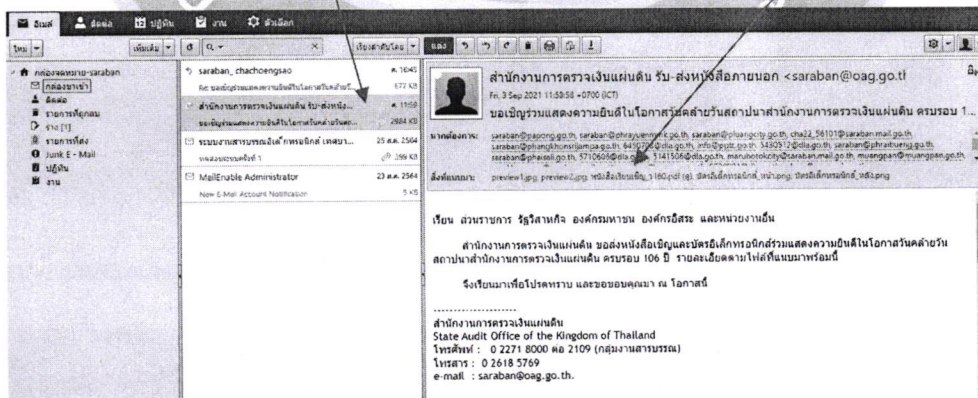 อีเมล์ ติดต่อ ปฏิทิน งาน ตัวเลือก
ใหม่ เพิ่มเติม เรียงลำดับโดย แสดง
กล่องจดหมาย-saraban
กล่องขาเข้า
ติดต่อ
รายการที่ถูกลบ
ร่าง [1]
รายการที่ส่ง
Junk E - Mail
ปฏิทิน
งาน
saraban_chachoengsao ศ. 16:45
677 KB
สำนักงานการตรวจเงินแผ่นดิน รับ-ส่งหนัง... ศ. 11:59
2984 KB
ระบบงานสารบรรณอิเล็กทรอนิกส์ เทศบา... 25 ส.ค. 2564
ทดสอบระบบครั้งที่ 1 399 KB
MailEnable Administrator 23 ส.ค. 2564
New E-Mail Account Notification 5 KB
สำนักงานการตรวจเงินแผ่นดิน รับ-ส่งหนังสือภายนอก <saraban@oag.go.tl
Fri, 3 Sep 2021 11:53:58 +0700 (ICT)
ขอเชิญร่วมแสดงความยินดีในโอกาสวันคล้ายวันสถาปนาสำนักงานการตรวจเงินแผ่นดิน ครบรอบ 1...
สิ่งที่แนบมา: preview1.jpg, preview2.jpg,
เรียน ส่วนราชการ รัฐวิสาหกิจ องค์กรมหาชน องค์กรอิสระ และหน่วยงานอื่น
สำนักงานการตรวจเงินแผ่นดิน ขอส่งหนังสือเชิญและบัตรอิเล็กทรอนิกส์ร่วมแสดงความยินดีในโอกาสวันคล้ายวัน
สถาปนาสำนักงานการตรวจเงินแผ่นดิน ครบรอบ 106 ปี รายละเอียดตามไฟล์ที่แนบมาพร้อมนี้
จึงเรียนมาเพื่อโปรดทราบ และขอขอบคุณมา ณ โอกาสนี้
--------------------
สำนักงานการตรวจเงินแผ่นดิน
State Audit Office of the Kingdom of Thailand
โทรศัพท์ : 0 2271 8000 ต่อ 2109 (กลุ่มงานสารบรรณ)
โทรสาร : 0 2618 5769
e-mail : saraban@oag.go.th.